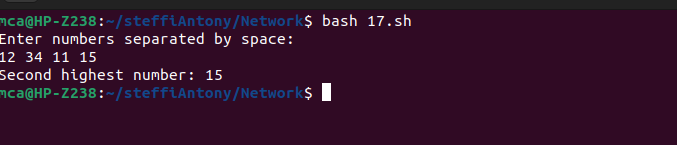 mca@HP-Z238:~/steffiAntony/Network$ bash 17.sh
Enter numbers separated by space:
12 34 11 15
Second highest number: 15
mca@HP-Z238:~/steffiAntony/Network$